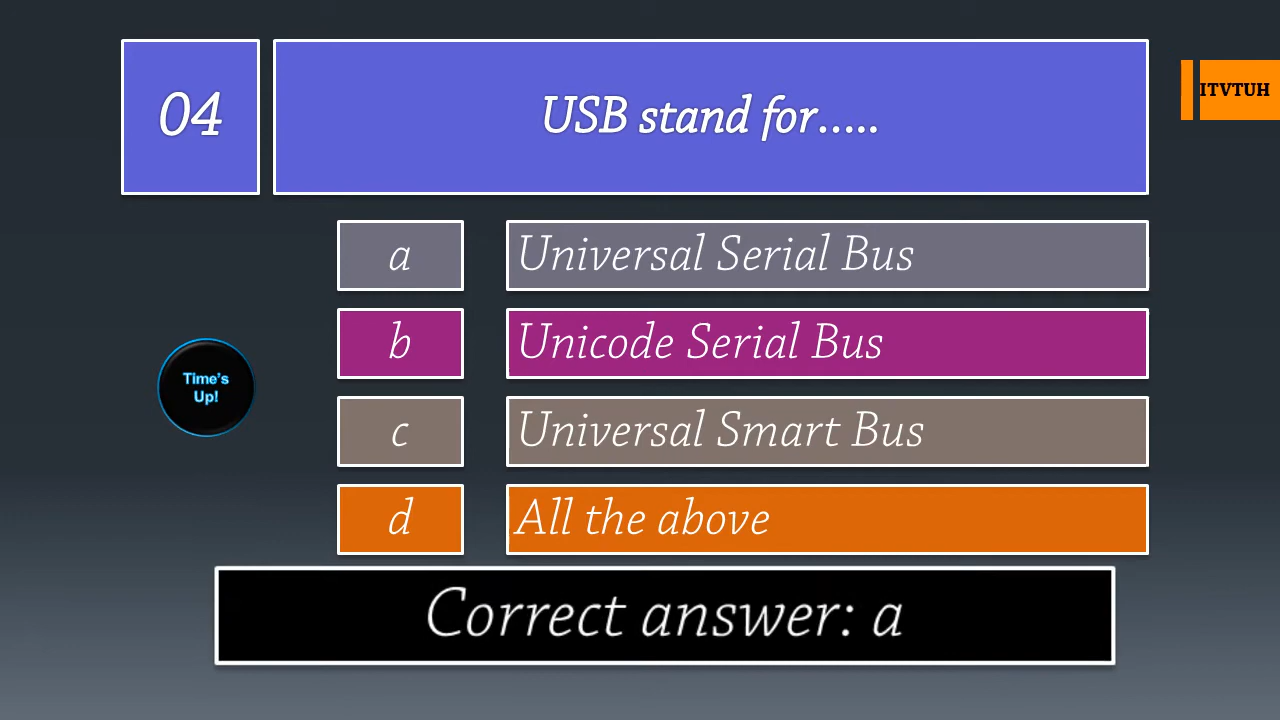 04
USB stand for.....
ITVTUH
a
Universal Serial Bus
b
Unicode Serial Bus
Time's
Up!
c
Universal Smart Bus
d
All the above
Correct answer: a